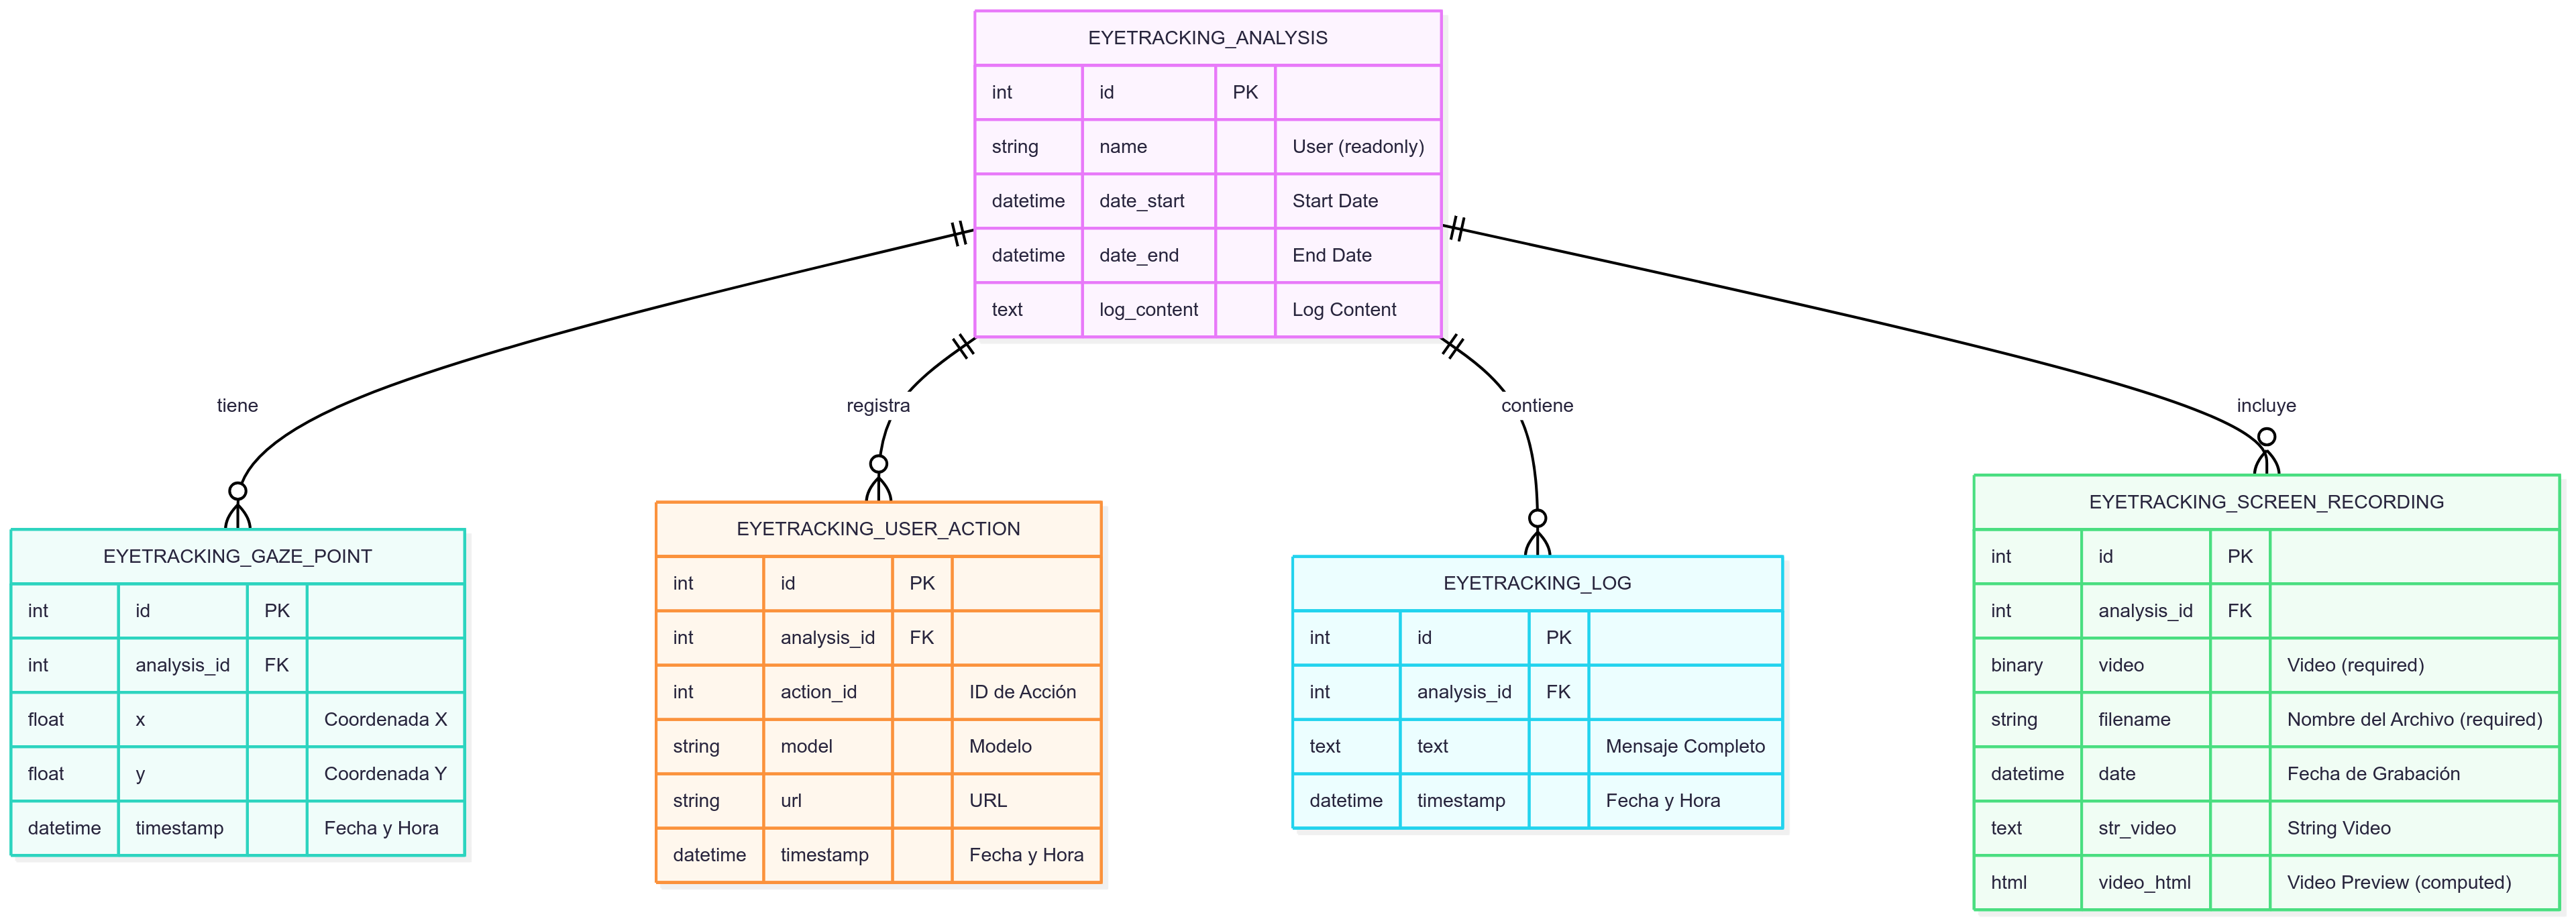 EYETRACKING_ANALYSIS
int id PK
string name User (readonly)
datetime date_start Start Date
datetime date_end End Date
text log_content Log Content
tiene
registra
contiene
incluye
EYETRACKING_GAZE_POINT
int id PK
int analysis_id FK
float x Coordenada X
float y Coordenada Y
datetime timestamp Fecha y Hora
EYETRACKING_USER_ACTION
int id PK
int analysis_id FK
int action_id ID de Acción
string model Modelo
string url URL
datetime timestamp Fecha y Hora
EYETRACKING_LOG
int id PK
int analysis_id FK
text text Mensaje Completo
datetime timestamp Fecha y Hora
EYETRACKING_SCREEN_RECORDING
int id PK
int analysis_id FK
binary video Video (required)
string filename Nombre del Archivo (required)
datetime date Fecha de Grabación
text str_video String Video
html video_html Video Preview (computed)